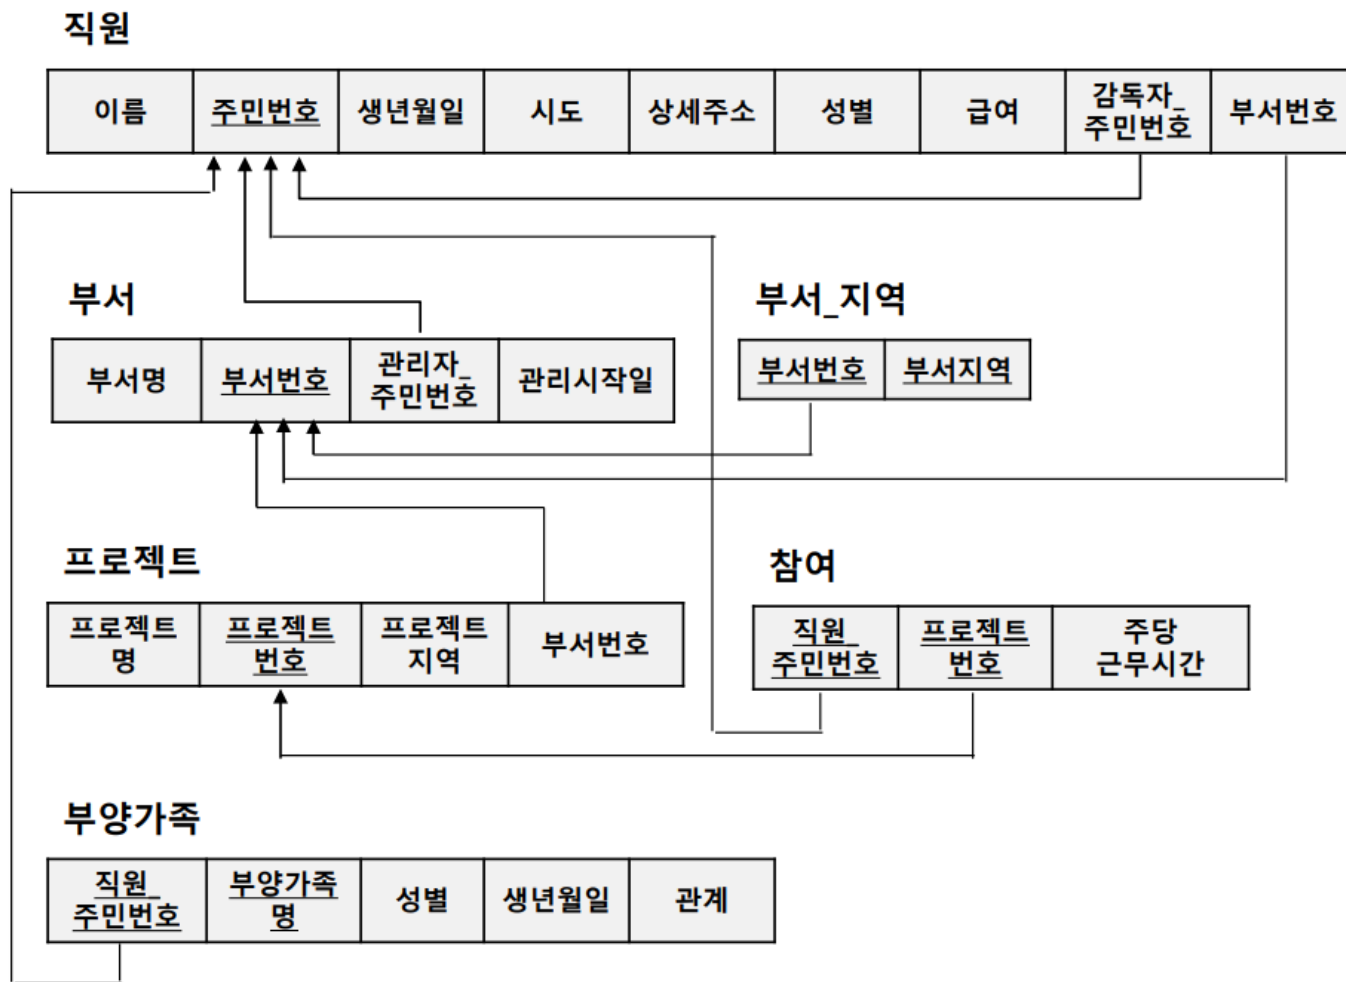 직원
이름 주민번호 생년월일 시도 상세주소 성별 급여 감독자_ 부서번호
주민번호
부서
부서_지역
부서명 부서번호 관리자_ 관리시작일
주민번호
부서번호 부서지역
프로젝트
참여
프로젝트 프로젝트 프로젝트 부서번호
명 번호 지역
직원_ 프로젝트 주당
주민번호 번호 근무시간
부양가족
직원_ 부양가족 성별 생년월일 관계
주민번호 명